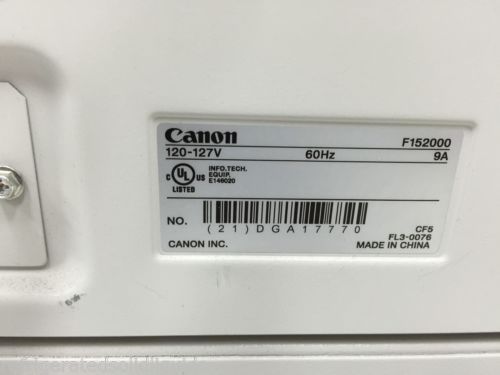 Canon F152000
120-127V 60Hz 9A
C UL US LISTED
INFO.TECH. EQUIP. E146020
NO. (21)DGA17770
CF5
FL3-0076
CANON INC. MADE IN CHINA